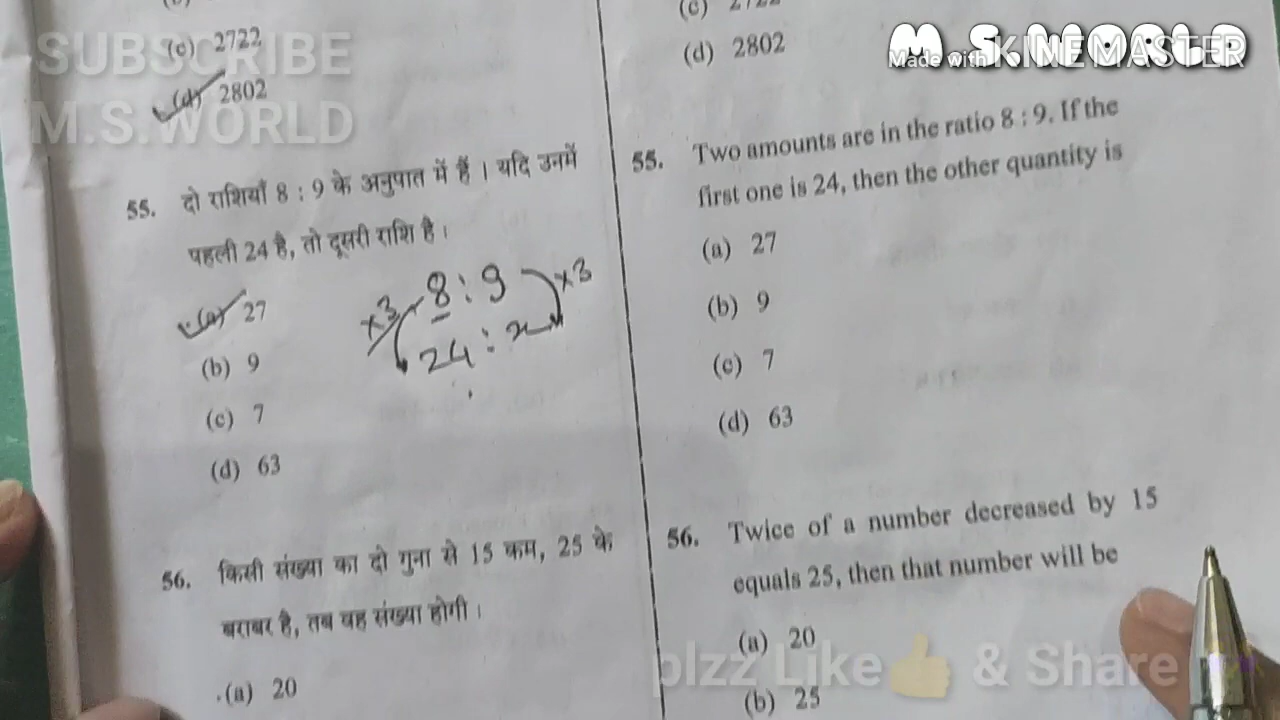 SUBSCRIBE
M.S.WORLD
M.S.WORLD
Made with KINEMASTER
(c) 2722
(d) 2802
55. दो राशियाँ 8 : 9 के अनुपात में हैं । यदि उनमें
पहली 24 है, तो दूसरी राशि है ।
(a) 27
(b) 9
(c) 7
(d) 63
8 : 9
24 : x
×3
×3
56. किसी संख्या का दो गुना से 15 कम, 25 के
बराबर है, तब वह संख्या होगी ।
(a) 20
(c) 2722
(d) 2802
55. Two amounts are in the ratio 8 : 9. If the
first one is 24, then the other quantity is
(a) 27
(b) 9
(c) 7
(d) 63
56. Twice of a number decreased by 15
equals 25, then that number will be
(a) 20
(b) 25
plzz Like & Share